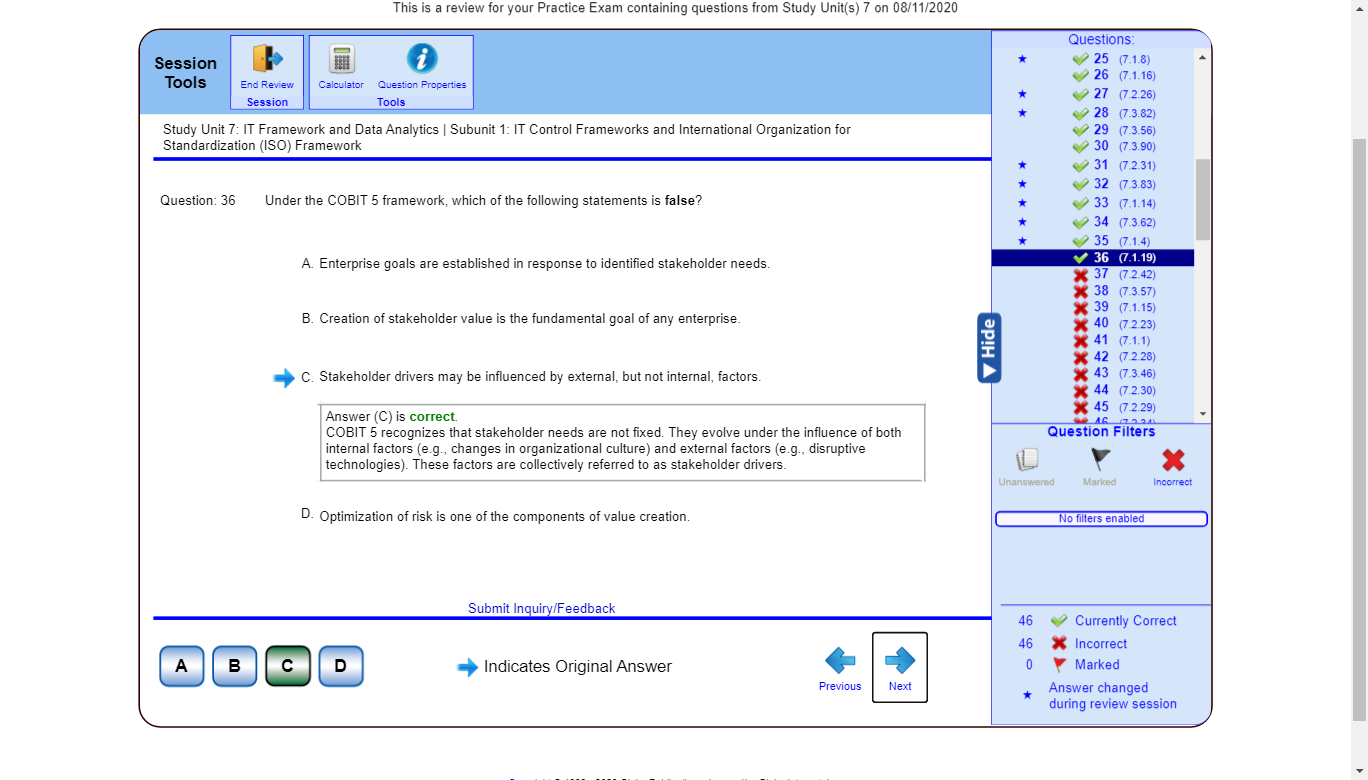 This is a review for your Practice Exam containing questions from Study Unit(s) 7 on 08/11/2020
Session
Tools
End Review
Session
Calculator
Question Properties
Tools
Study Unit 7: IT Framework and Data Analytics | Subunit 1: IT Control Frameworks and International Organization for
Standardization (ISO) Framework
Question: 36 Under the COBIT 5 framework, which of the following statements is false?
A. Enterprise goals are established in response to identified stakeholder needs.
B. Creation of stakeholder value is the fundamental goal of any enterprise.
C. Stakeholder drivers may be influenced by external, but not internal, factors.
Answer (C) is correct.
COBIT 5 recognizes that stakeholder needs are not fixed. They evolve under the influence of both
internal factors (e.g., changes in organizational culture) and external factors (e.g., disruptive
technologies). These factors are collectively referred to as stakeholder drivers.
D. Optimization of risk is one of the components of value creation.
Submit Inquiry/Feedback
A B C D
Indicates Original Answer
Previous
Next
Questions:
25 (7.1.8)
26 (7.1.16)
27 (7.2.26)
28 (7.3.82)
29 (7.3.56)
30 (7.3.90)
31 (7.2.31)
32 (7.3.83)
33 (7.1.14)
34 (7.3.62)
35 (7.1.4)
36 (7.1.19)
37 (7.2.42)
38 (7.3.57)
39 (7.1.15)
40 (7.2.23)
41 (7.1.1)
42 (7.2.28)
43 (7.3.46)
44 (7.2.30)
45 (7.2.29)
46 (7.2.34)
Hide
Question Filters
Unanswered
Marked
Incorrect
No filters enabled
46 Currently Correct
46 Incorrect
0 Marked
Answer changed
during review session